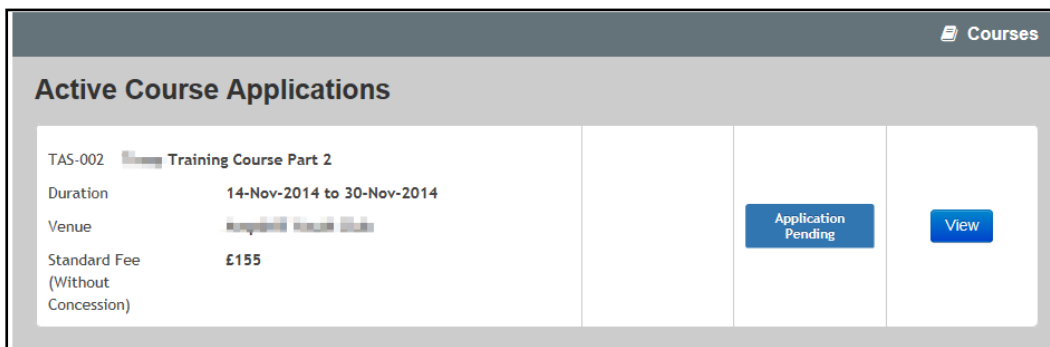 Courses
Active Course Applications
TAS-002 Training Course Part 2
Duration 14-Nov-2014 to 30-Nov-2014
Venue
Standard Fee £155
(Without
Concession)
Application
Pending
View